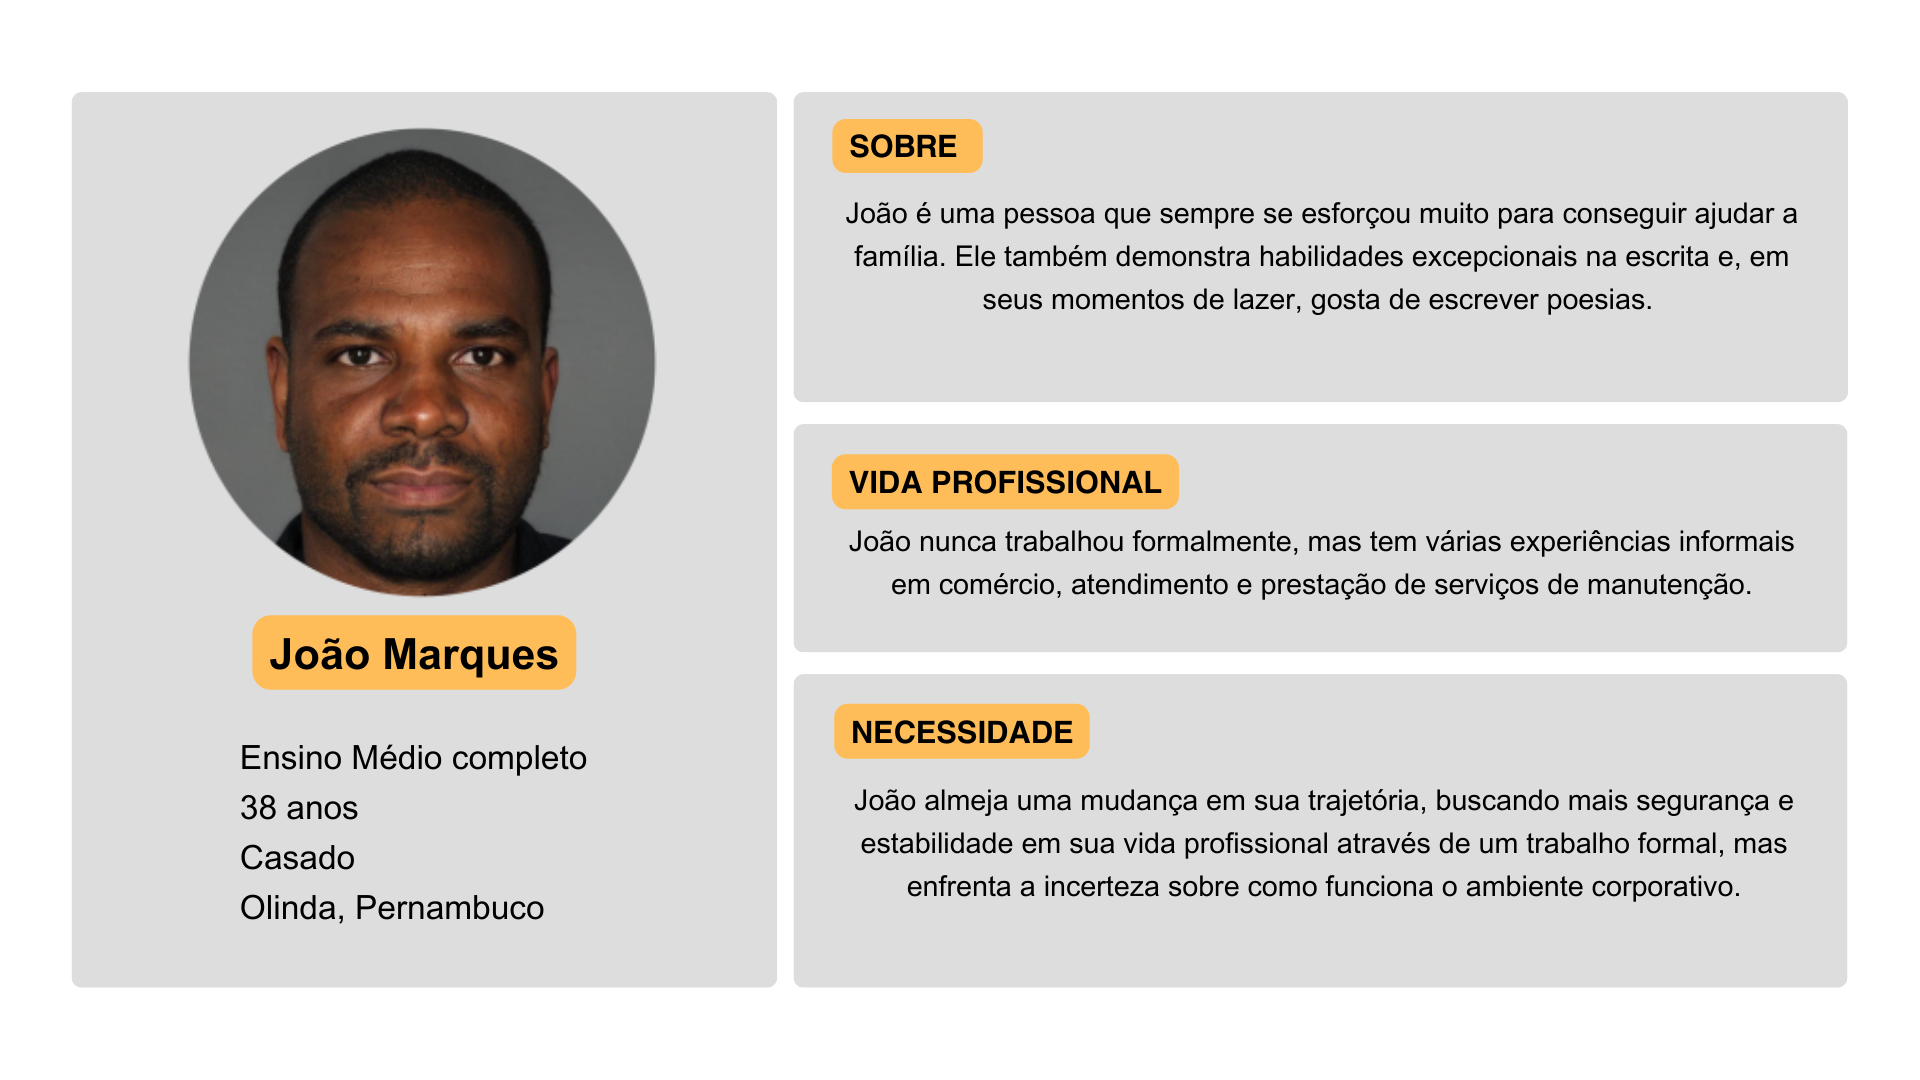 João Marques
Ensino Médio completo
38 anos
Casado
Olinda, Pernambuco
SOBRE
João é uma pessoa que sempre se esforçou muito para conseguir ajudar a
família. Ele também demonstra habilidades excepcionais na escrita e, em
seus momentos de lazer, gosta de escrever poesias.
VIDA PROFISSIONAL
João nunca trabalhou formalmente, mas tem várias experiências informais
em comércio, atendimento e prestação de serviços de manutenção.
NECESSIDADE
João almeja uma mudança em sua trajetória, buscando mais segurança e
estabilidade em sua vida profissional através de um trabalho formal, mas
enfrenta a incerteza sobre como funciona o ambiente corporativo.